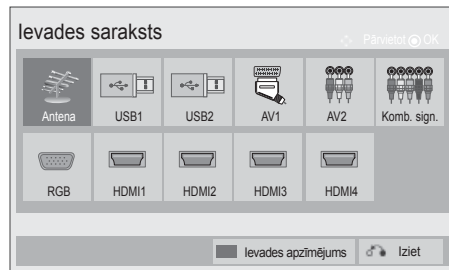 Ievades saraksts
Pārvietot OK
Antena USB1 USB2 AV1 AV2 Komb. sign.
RGB HDMI1 HDMI2 HDMI3 HDMI4
Ievades apzīmējums Iziet